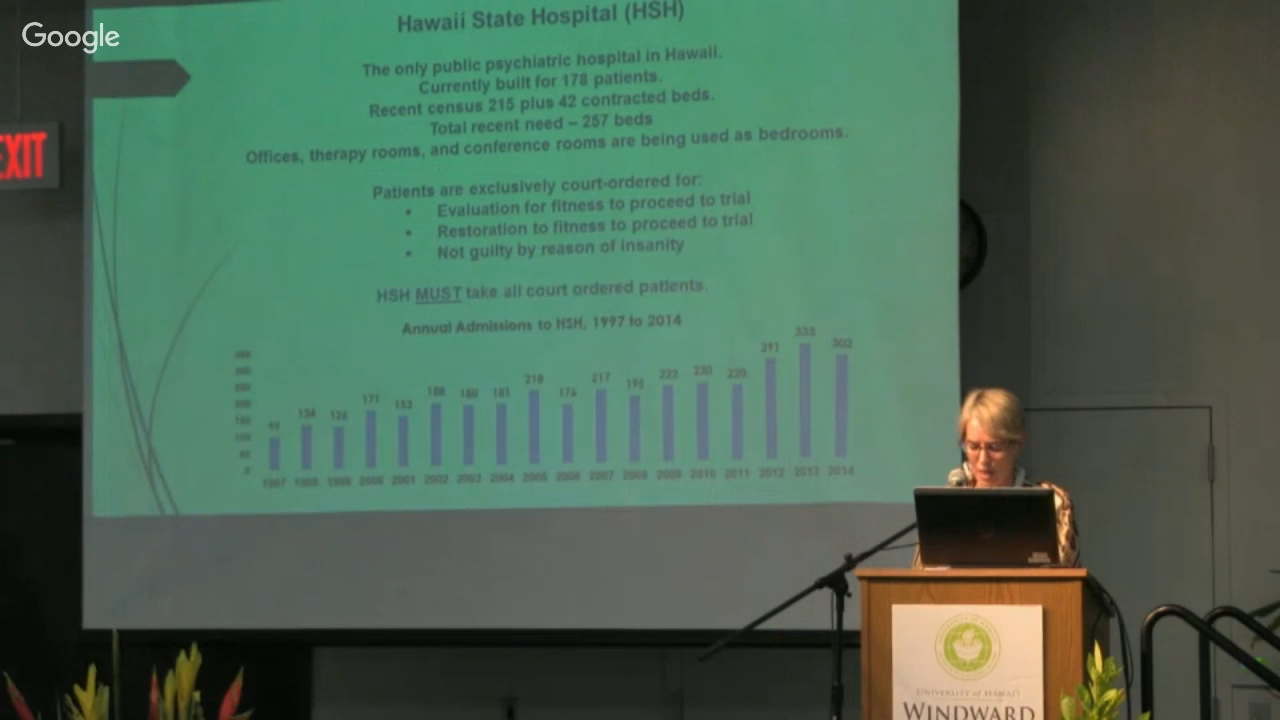 Google
EXIT
Hawaii State Hospital (HSH)
The only public psychiatric hospital in Hawaii.
Currently built for 178 patients.
Recent census 215 plus 42 contracted beds.
Total recent need – 257 beds
Offices, therapy rooms, and conference rooms are being used as bedrooms.
Patients are exclusively court-ordered for:
• Evaluation for fitness to proceed to trial
• Restoration to fitness to proceed to trial
• Not guilty by reason of insanity
HSH MUST take all court ordered patients.
Annual Admissions to HSH, 1997 to 2014
134 171 153 188 180 181 218 176 217 195 222 230 220 291 333 302
1997 1998 1999 2000 2001 2002 2003 2004 2005 2006 2007 2008 2009 2010 2011 2012 2013 2014
UNIVERSITY OF HAWAI'I
WINDWARD